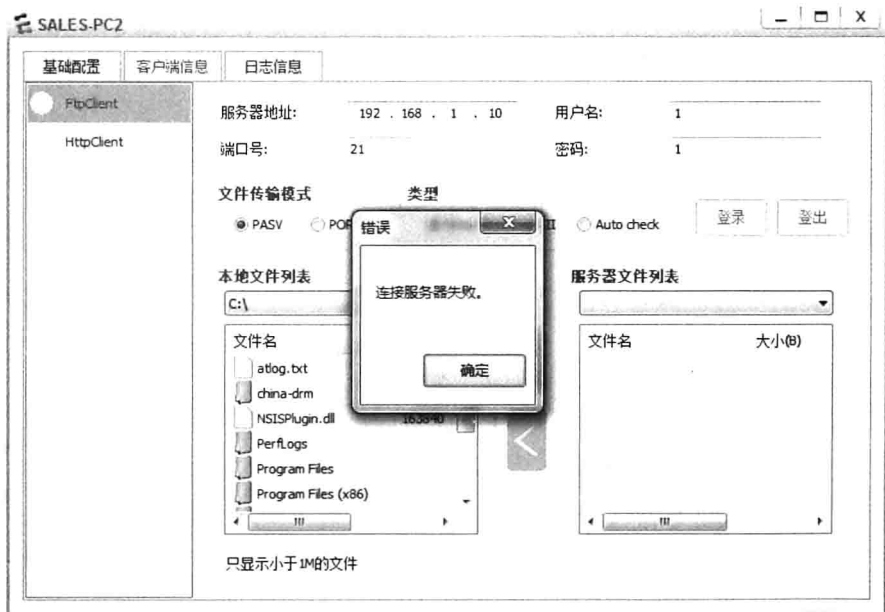 SALES-PC2
基础配置 客户端信息 日志信息
FtpClient
HttpClient
服务器地址: 192 . 168 . 1 . 10 用户名: 1
端口号: 21 密码: 1
文件传输模式 类型
PASV POR II Auto check 登录 登出
错误
连接服务器失败。
确定
本地文件列表 服务器文件列表
C:\
文件名 文件名 大小(B)
atlog.txt
china-drm
NSISPlugin.dll 163840
PerfLogs
Program Files
Program Files (x86)
只显示小于1M的文件